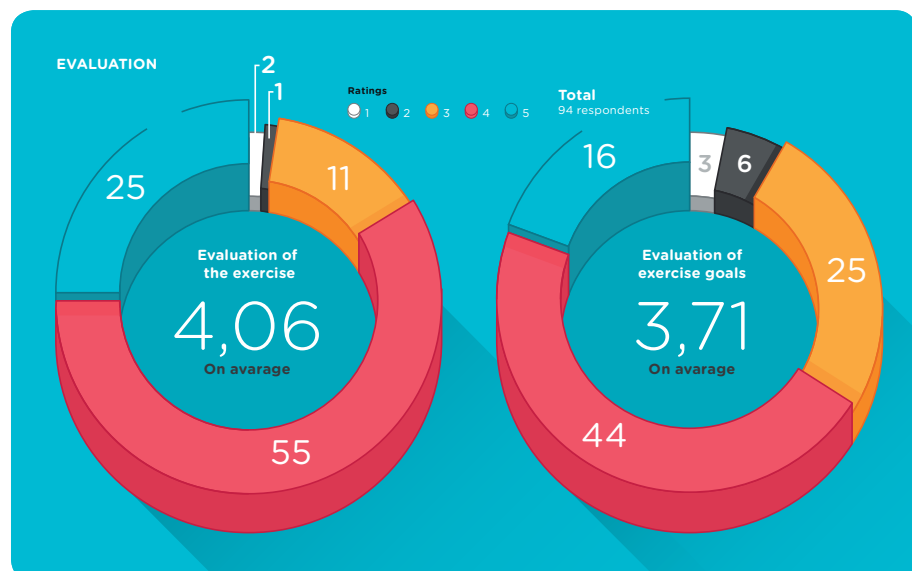 EVALUATION
2
1
Ratings
1 2 3 4 5
Total
94 respondents
25
11
Evaluation of
the exercise
4,06
On avarage
55
16
3
6
25
Evaluation of
exercise goals
3,71
On avarage
44